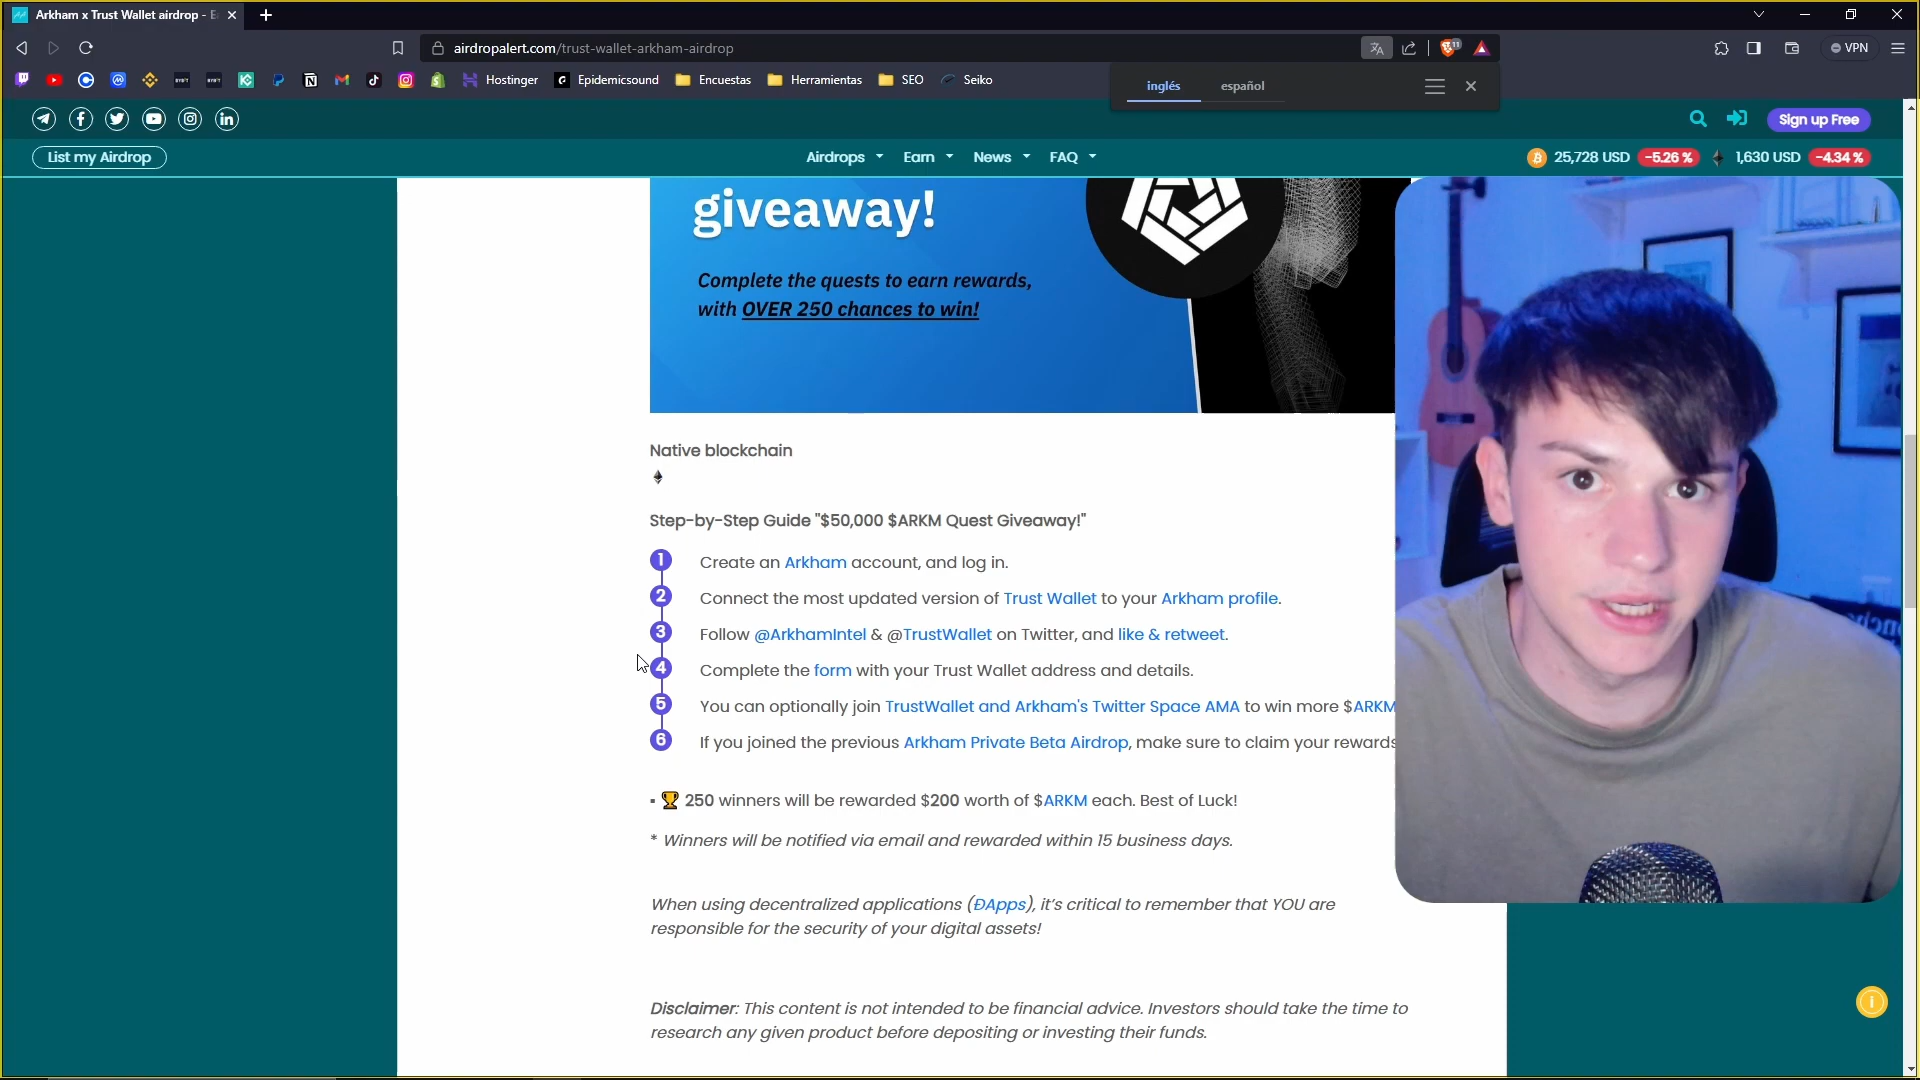 Arkham x Trust Wallet airdrop - E
airdropalert.com/trust-wallet-arkham-airdrop
11
VPN
Hostinger
Epidemicsound
Encuestas
Herramientas
SEO
Seiko
inglés
español
Sign up Free
List my Airdrop
Airdrops
Earn
News
FAQ
25,728 USD
-5.26 %
1,630 USD
-4.34 %
giveaway!
Complete the quests to earn rewards,
with OVER 250 chances to win!
Native blockchain
Step-by-Step Guide "$50,000 $ARKM Quest Giveaway!"
1 Create an Arkham account, and log in.
2 Connect the most updated version of Trust Wallet to your Arkham profile.
3 Follow @ArkhamIntel & @TrustWallet on Twitter, and like & retweet.
4 Complete the form with your Trust Wallet address and details.
5 You can optionally join TrustWallet and Arkham's Twitter Space AMA to win more $ARKM
6 If you joined the previous Arkham Private Beta Airdrop, make sure to claim your rewards
▪ 🏆 250 winners will be rewarded $200 worth of $ARKM each. Best of Luck!
* Winners will be notified via email and rewarded within 15 business days.
When using decentralized applications (ĐApps), it's critical to remember that YOU are
responsible for the security of your digital assets!
Disclaimer: This content is not intended to be financial advice. Investors should take the time to
research any given product before depositing or investing their funds.